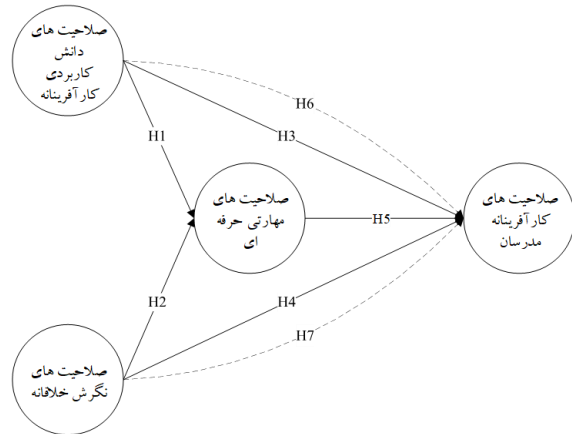 صلاحیت های
دانش
کاربردی
کارآفرینانه
H6
H1
H3
صلاحیت های
مهارتی حرفه
ای
H5
صلاحیت های
کارآفرینانه
مدرسان
H2
H4
H7
صلاحیت های
نگرش خلاقانه